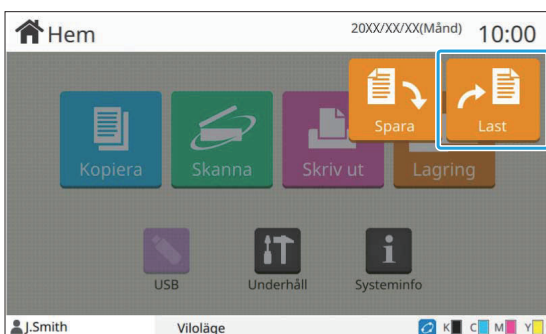 Hem
20XX/XX/XX(Månd) 10:00
Spara
Last
Kopiera
Skanna
Skriv ut
Lagring
USB
Underhåll
Systeminfo
J.Smith
Viloläge
K C M Y